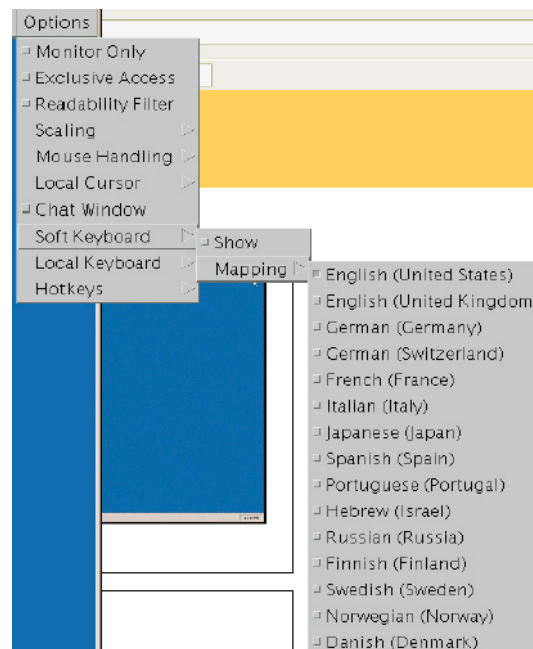 Options
Monitor Only
Exclusive Access
Readability Filter
Scaling
Mouse Handling
Local Cursor
Chat Window
Soft Keyboard
Local Keyboard
Hotkeys
Show
Mapping
English (United States)
English (United Kingdom
German (Germany)
German (Switzerland)
French (France)
Italian (Italy)
Japanese (Japan)
Spanish (Spain)
Portuguese (Portugal)
Hebrew (Israel)
Russian (Russia)
Finnish (Finland)
Swedish (Sweden)
Norwegian (Norway)
Danish (Denmark)